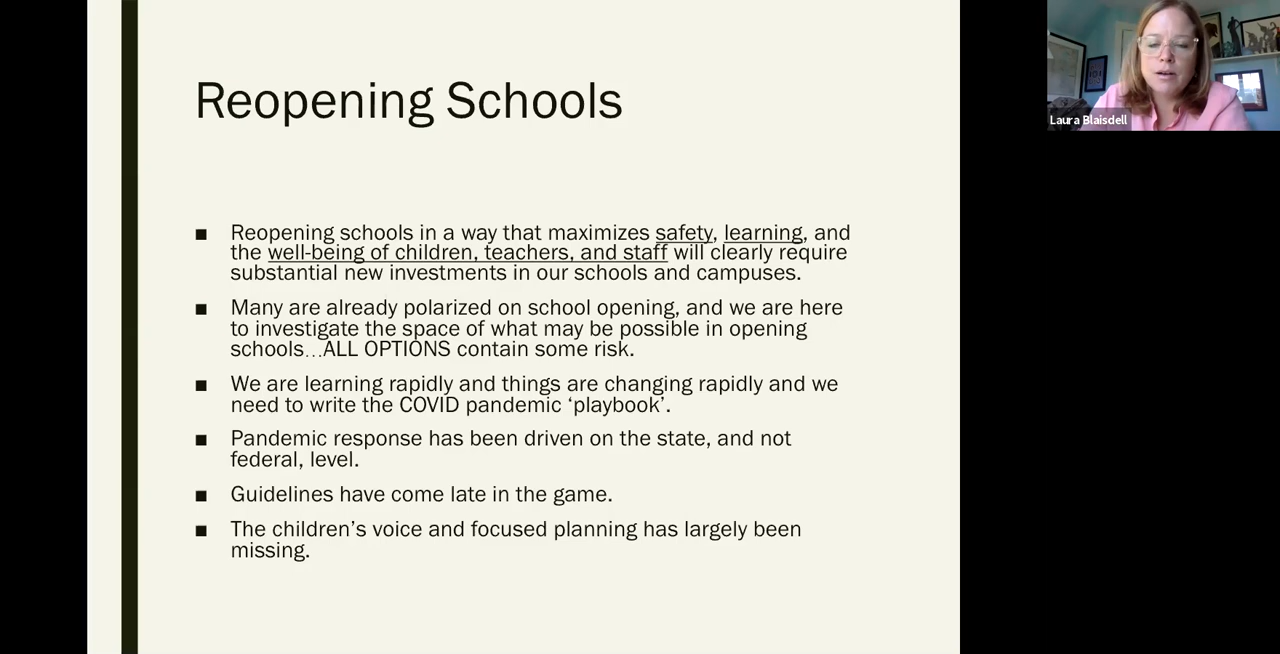 Reopening Schools
Laura Blaisdell
■ Reopening schools in a way that maximizes safety, learning, and
the well-being of children, teachers, and staff will clearly require
substantial new investments in our schools and campuses.
■ Many are already polarized on school opening, and we are here
to investigate the space of what may be possible in opening
schools…ALL OPTIONS contain some risk.
■ We are learning rapidly and things are changing rapidly and we
need to write the COVID pandemic ‘playbook’.
■ Pandemic response has been driven on the state, and not
federal, level.
■ Guidelines have come late in the game.
■ The children’s voice and focused planning has largely been
missing.